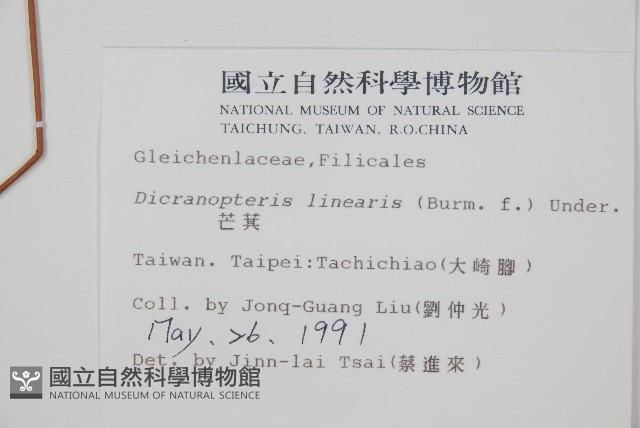 國立自然科學博物館
NATIONAL MUSEUM OF NATURAL SCIENCE
TAICHUNG, TAIWAN, R.O.CHINA
Gleichenlaceae,Filicales
Dicranopteris linearis (Burm. f.) Under.
芒萁
Taiwan. Taipei:Tachichiao(大崎腳)
Coll. by Jonq-Guang Liu(劉仲光)
May. 26. 1991
Det. by Jinn-lai Tsai(蔡進來)
國立自然科學博物館
NATIONAL MUSEUM OF NATURAL SCIENCE